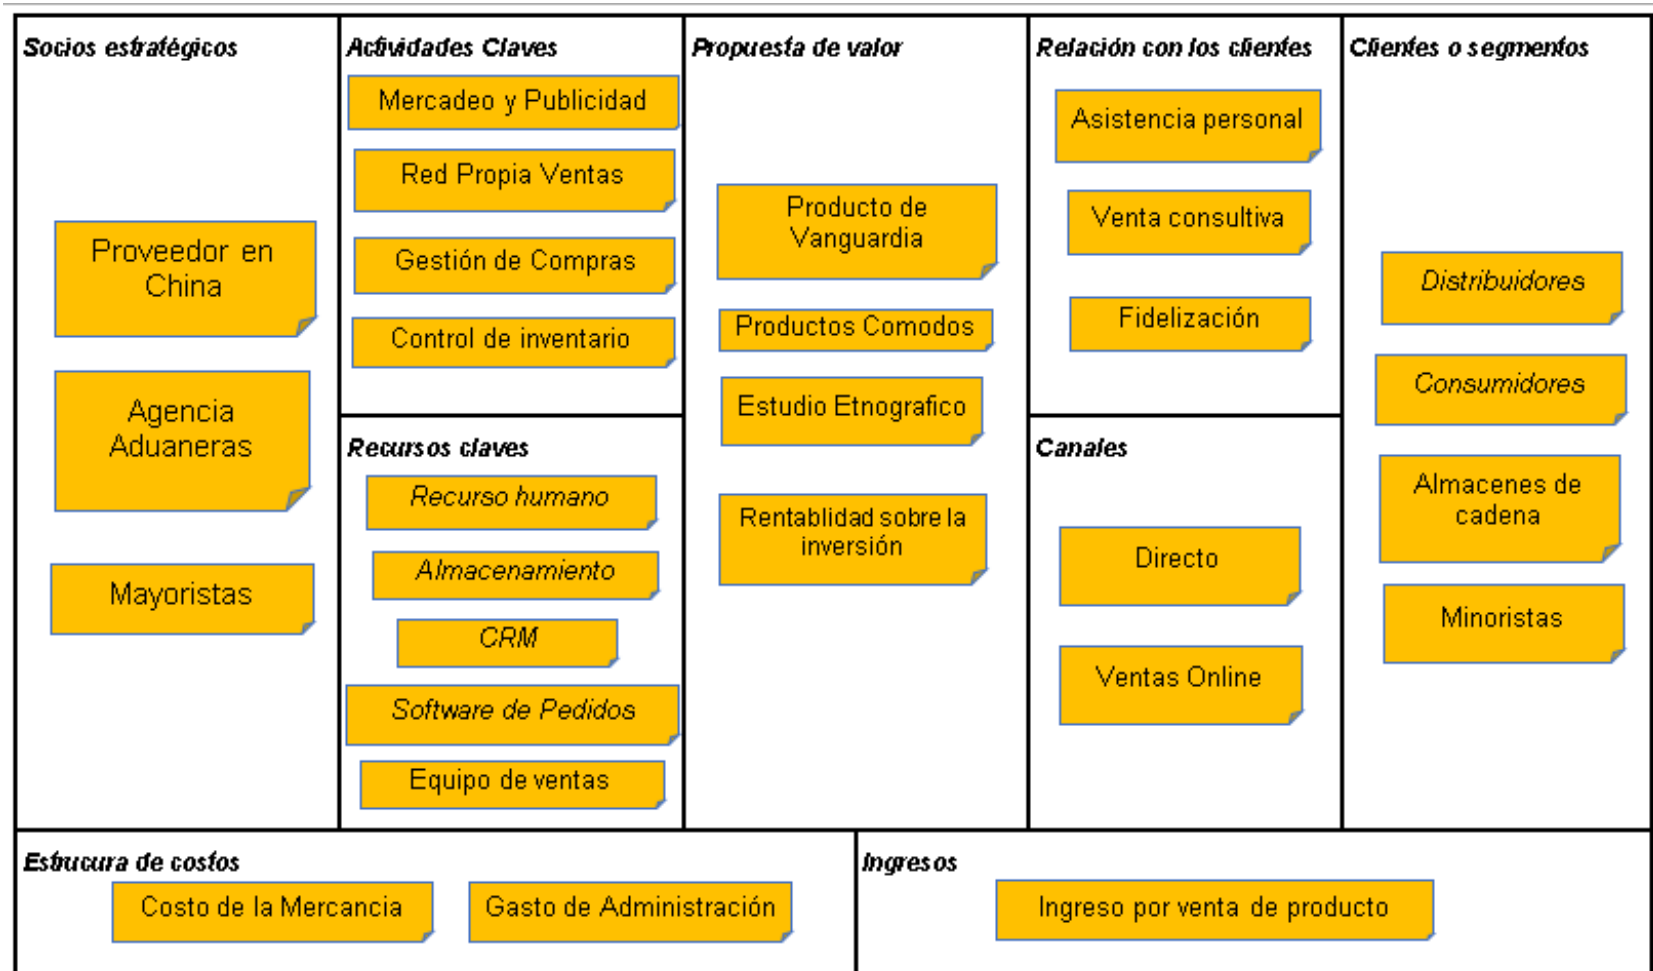 Socios estratégicos
Proveedor en
China
Agencia
Aduaneras
Mayoristas
Actividades Claves
Mercadeo y Publicidad
Red Propia Ventas
Gestión de Compras
Control de inventario
Recursos claves
Recurso humano
Almacenamiento
CRM
Software de Pedidos
Equipo de ventas
Propuesta de valor
Producto de
Vanguardia
Productos Comodos
Estudio Etnografico
Rentablidad sobre la
inversión
Relación con los clientes
Asistencia personal
Venta consultiva
Fidelización
Canales
Directo
Ventas Online
Clientes o segmentos
Distribuidores
Consumidores
Almacenes de
cadena
Minoristas
Estrucura de costos
Costo de la Mercancia
Gasto de Administración
Ingresos
Ingreso por venta de producto